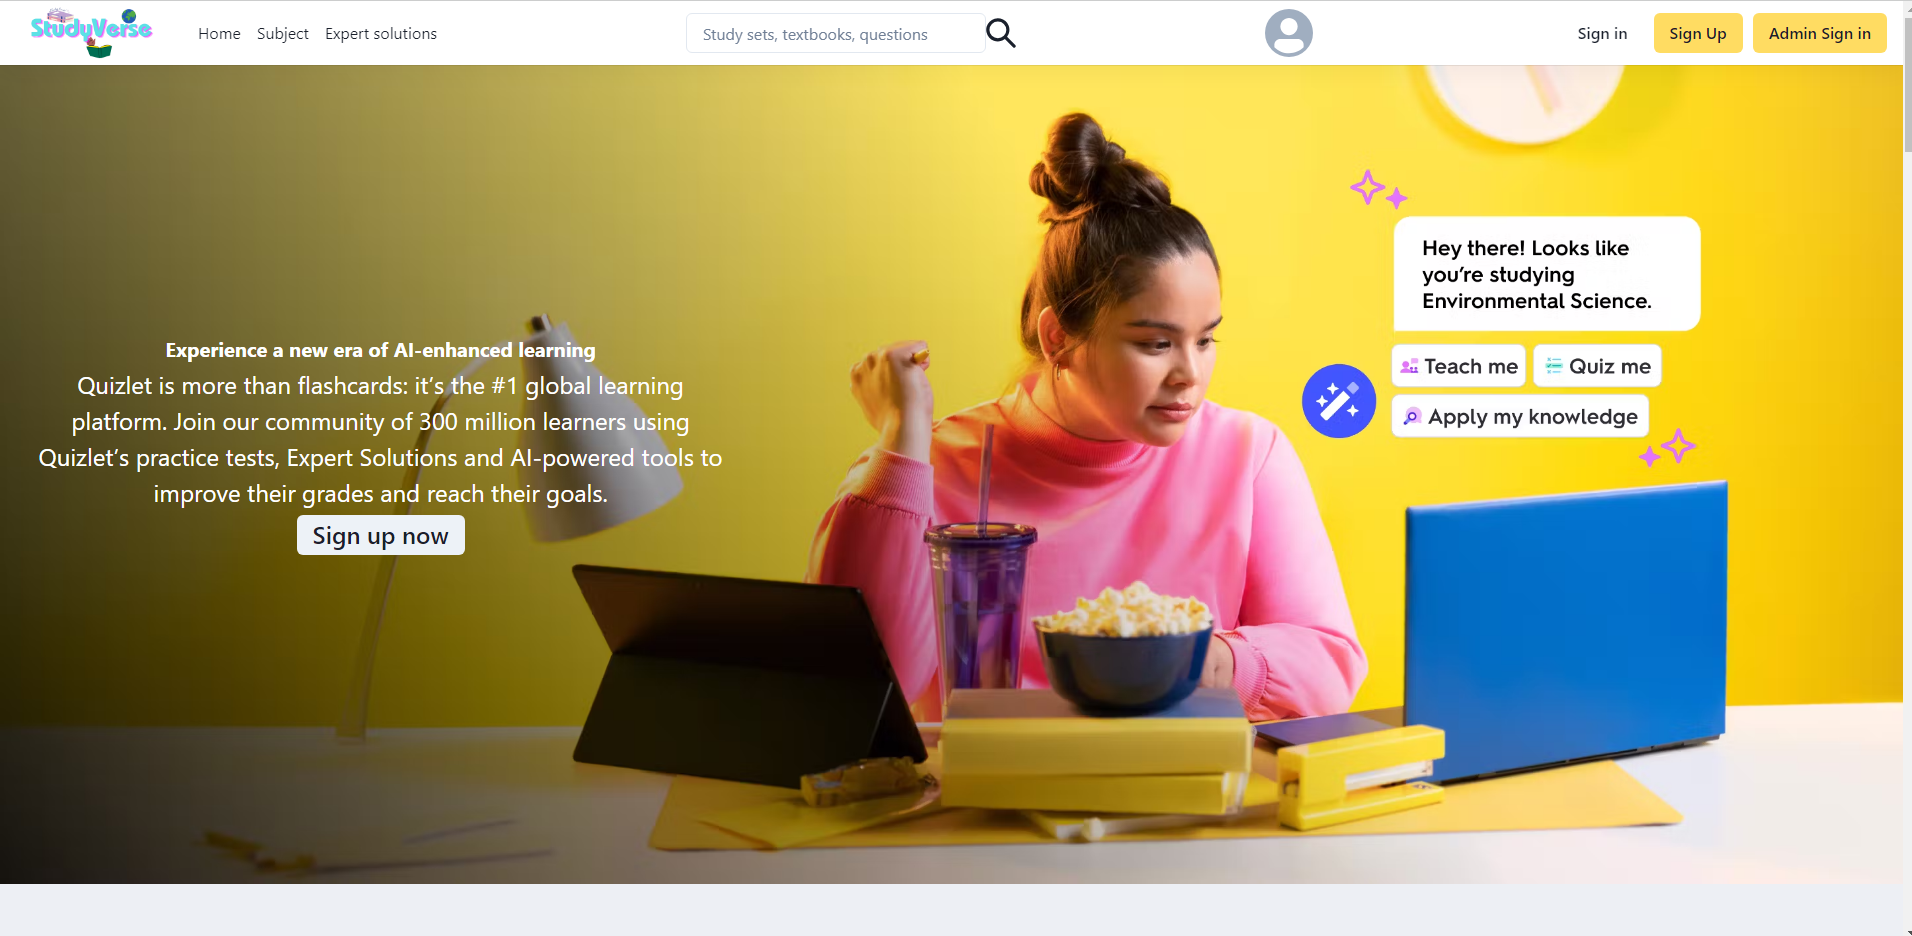 StudyVerse
Home Subject Expert solutions
Study sets, textbooks, questions
Sign in Sign Up Admin Sign in
Experience a new era of AI-enhanced learning
Quizlet is more than flashcards: it's the #1 global learning
platform. Join our community of 300 million learners using
Quizlet's practice tests, Expert Solutions and AI-powered tools to
improve their grades and reach their goals.
Sign up now
Hey there! Looks like
you're studying
Environmental Science.
Teach me Quiz me
Apply my knowledge